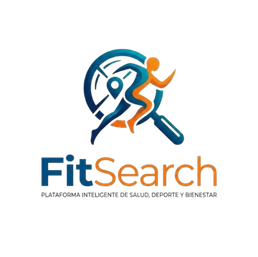 FitSearch
PLATAFORMA INTELIGENTE DE SALUD, DEPORTE Y BIENESTAR